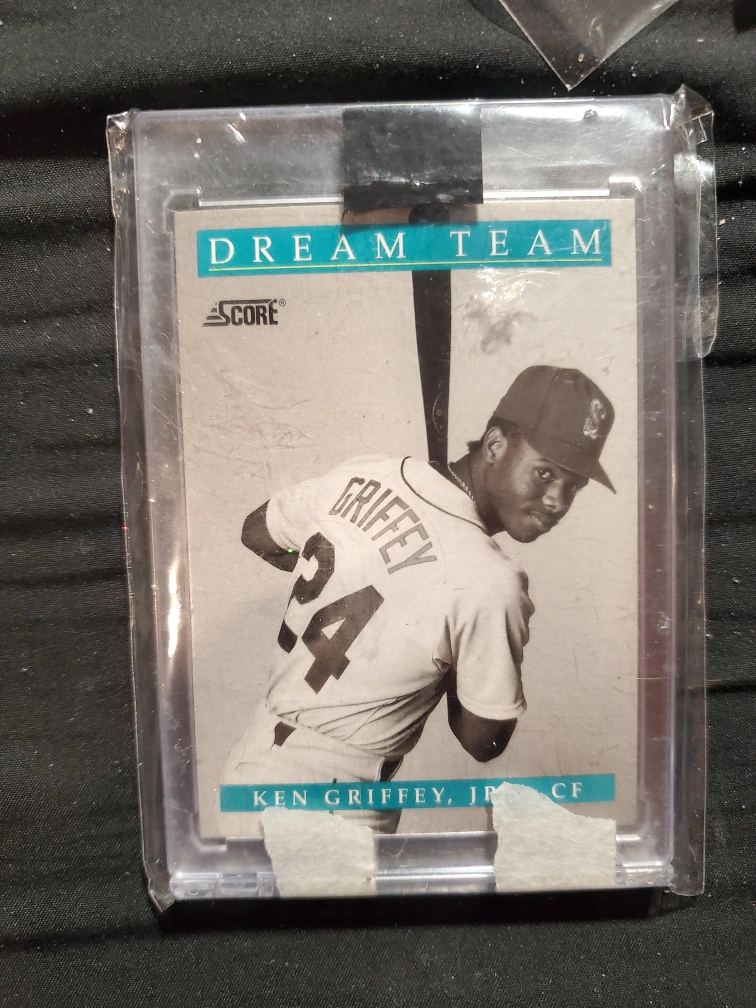 DREAM TEAM
SCORE®
S
GRIFFEY
24
KEN GRIFFEY, JR. CF